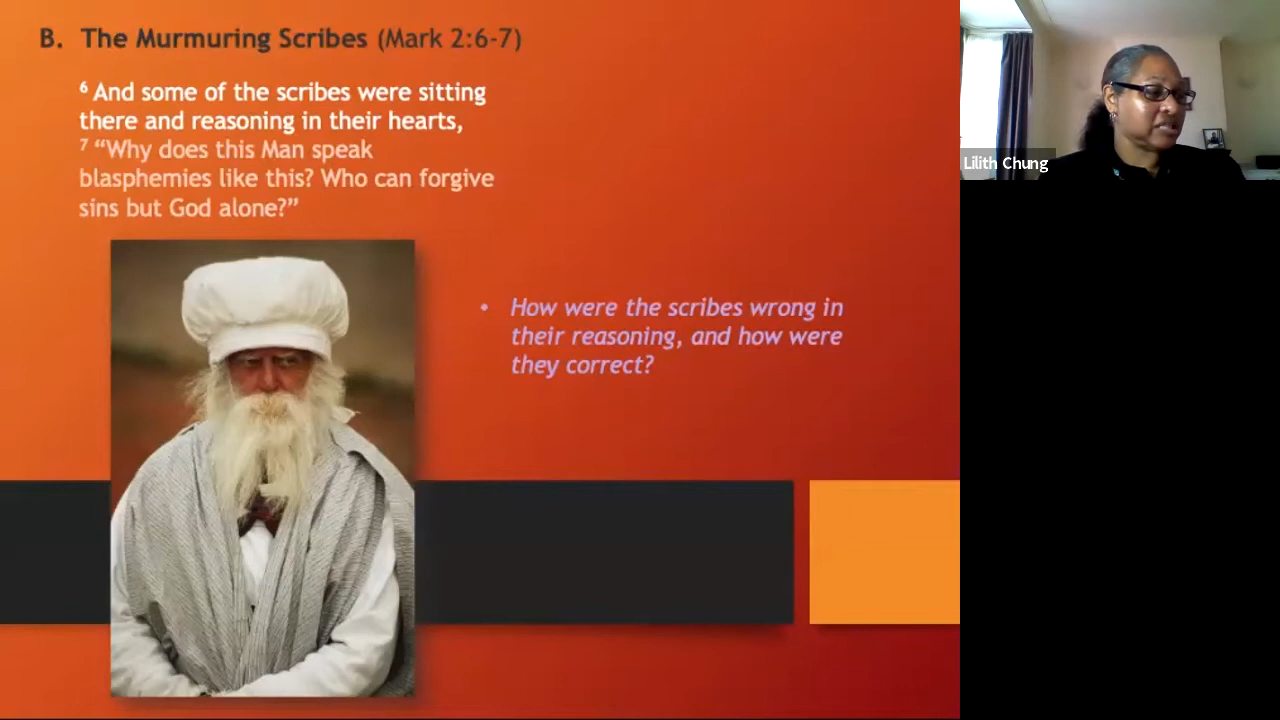 B. The Murmuring Scribes (Mark 2:6-7)
6 And some of the scribes were sitting
there and reasoning in their hearts,
7 “Why does this Man speak
blasphemies like this? Who can forgive
sins but God alone?”
• How were the scribes wrong in
their reasoning, and how were
they correct?
Lilith Chung